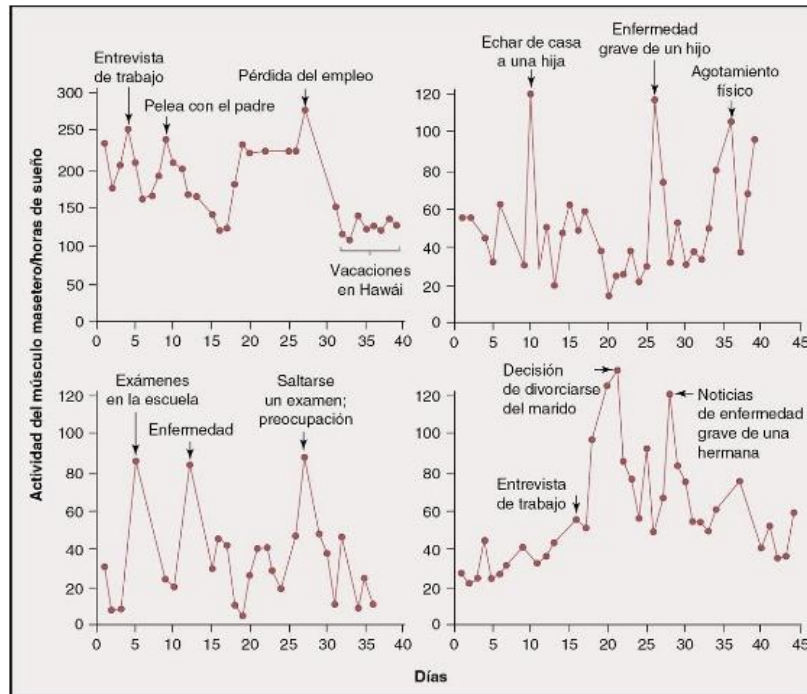 Actividad del músculo masetero/horas de sueño
Entrevista
de trabajo
Pelea con el padre
Pérdida del empleo
Vacaciones
en Hawái
300
250
200
150
100
50
0
0 5 10 15 20 25 30 35 40
Echar de casa
a una hija
Enfermedad
grave de un hijo
Agotamiento
físico
120
100
80
60
40
20
0
0 5 10 15 20 25 30 35 40 45
Exámenes
en la escuela
Enfermedad
Saltarse
un examen;
preocupación
120
100
80
60
40
20
0
0 5 10 15 20 25 30 35 40
Decisión
de divorciarse
del marido
Noticias
de enfermedad
grave de una
hermana
Entrevista
de trabajo
120
100
80
60
40
20
0
0 5 10 15 20 25 30 35 40 45
Días